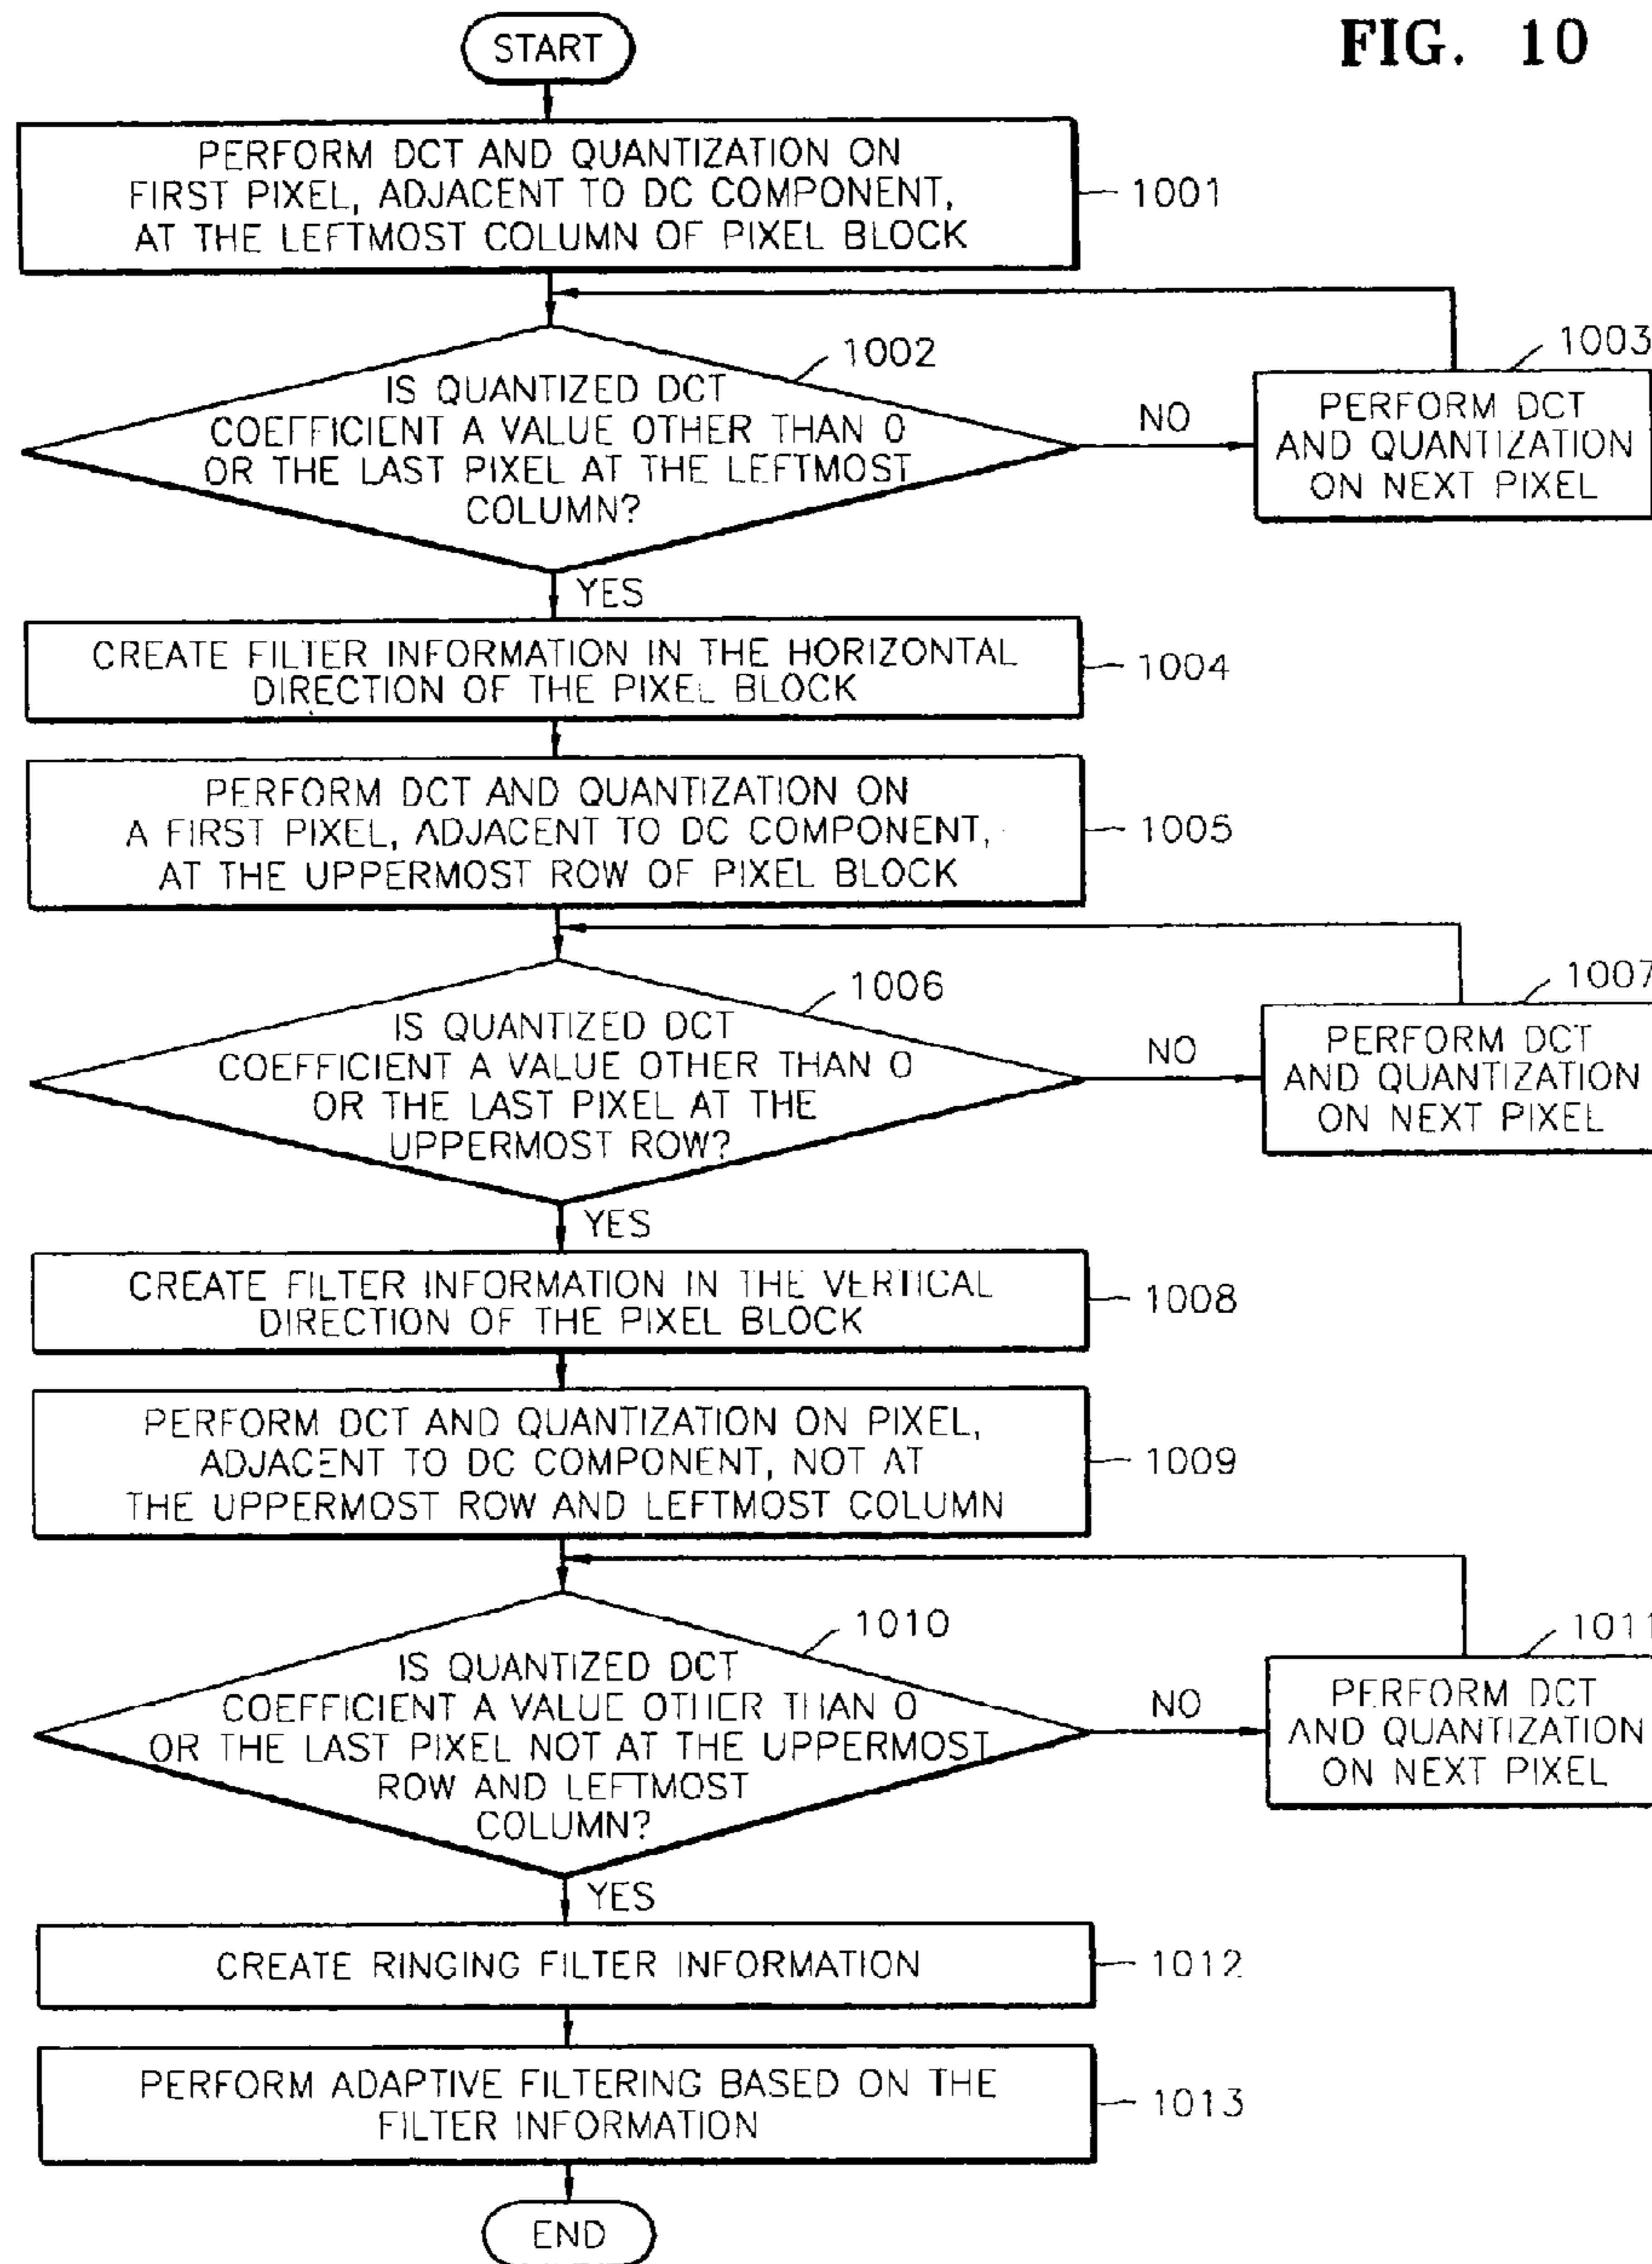 FIG. 10
START
PERFORM DCT AND QUANTIZATION ON
FIRST PIXEL, ADJACENT TO DC COMPONENT,
AT THE LEFTMOST COLUMN OF PIXEL BLOCK
1001
IS QUANTIZED DCT
COEFFICIENT A VALUE OTHER THAN 0
OR THE LAST PIXEL AT THE LEFTMOST
COLUMN?
1002
NO
PERFORM DCT
AND QUANTIZATION
ON NEXT PIXEL
1003
YES
CREATE FILTER INFORMATION IN THE HORIZONTAL
DIRECTION OF THE PIXEL BLOCK
1004
PERFORM DCT AND QUANTIZATION ON
A FIRST PIXEL, ADJACENT TO DC COMPONENT,
AT THE UPPERMOST ROW OF PIXEL BLOCK
1005
IS QUANTIZED DCT
COEFFICIENT A VALUE OTHER THAN 0
OR THE LAST PIXEL AT THE
UPPERMOST ROW?
1006
NO
PERFORM DCT
AND QUANTIZATION
ON NEXT PIXEL
1007
YES
CREATE FILTER INFORMATION IN THE VERTICAL
DIRECTION OF THE PIXEL BLOCK
1008
PERFORM DCT AND QUANTIZATION ON PIXEL,
ADJACENT TO DC COMPONENT, NOT AT
THE UPPERMOST ROW AND LEFTMOST COLUMN
1009
IS QUANTIZED DCT
COEFFICIENT A VALUE OTHER THAN 0
OR THE LAST PIXEL NOT AT THE UPPERMOST
ROW AND LEFTMOST
COLUMN?
1010
NO
PERFORM DCT
AND QUANTIZATION
ON NEXT PIXEL
1011
YES
CREATE RINGING FILTER INFORMATION
1012
PERFORM ADAPTIVE FILTERING BASED ON THE
FILTER INFORMATION
1013
END